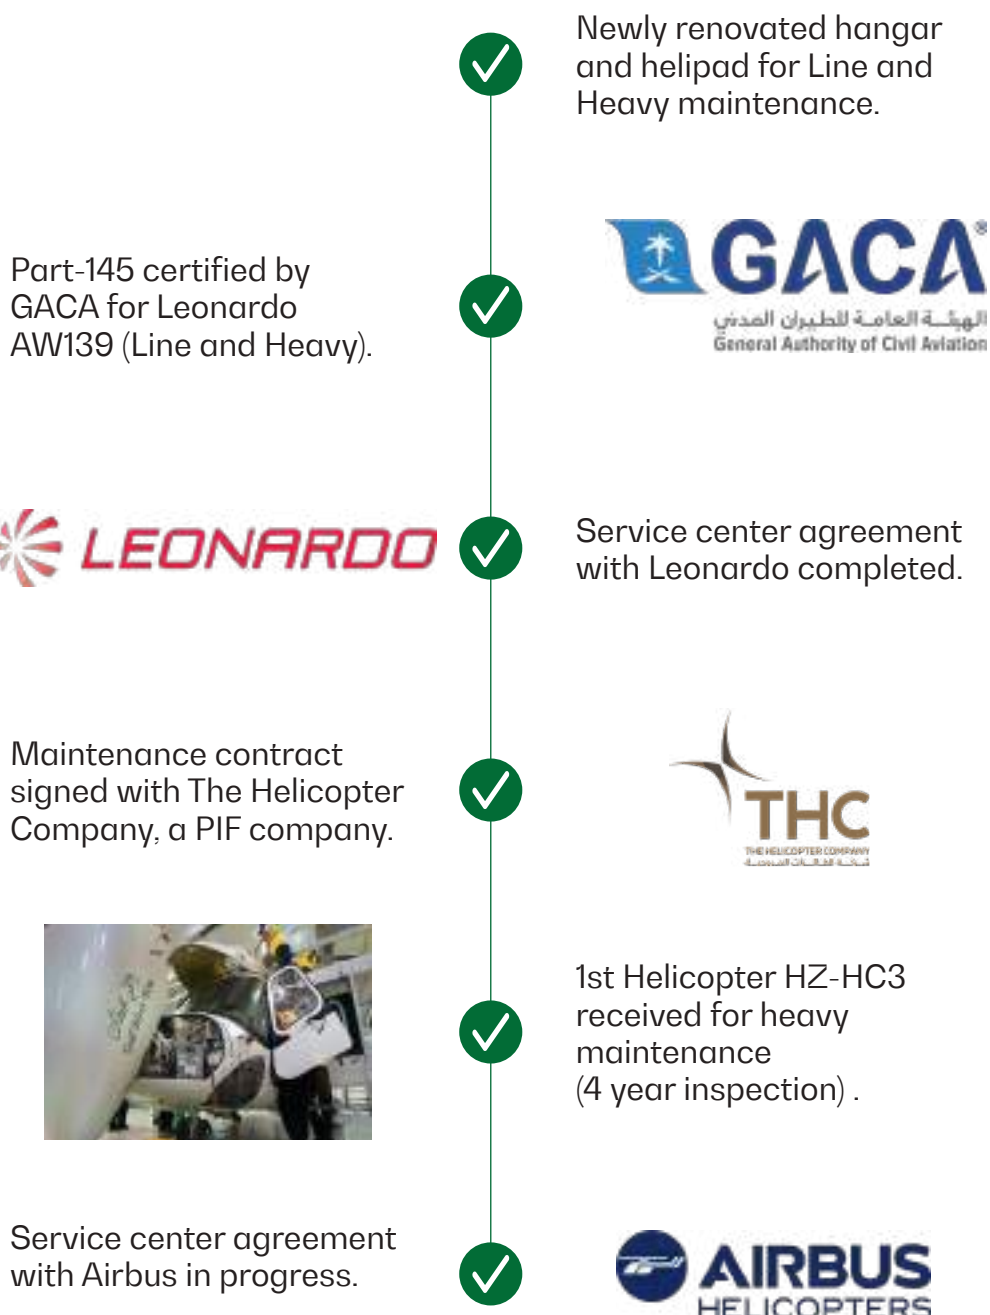 Newly renovated hangar
and helipad for Line and
Heavy maintenance.
Part-145 certified by
GACA for Leonardo
AW139 (Line and Heavy).
GACA®
الهيئـة العامـة للطيران المدني
General Authority of Civil Aviation
LEONARDO
Service center agreement
with Leonardo completed.
Maintenance contract
signed with The Helicopter
Company, a PIF company.
THC
THE HELICOPTER COMPANY
1st Helicopter HZ-HC3
received for heavy
maintenance
(4 year inspection) .
Service center agreement
with Airbus in progress.
AIRBUS
HELICOPTERS